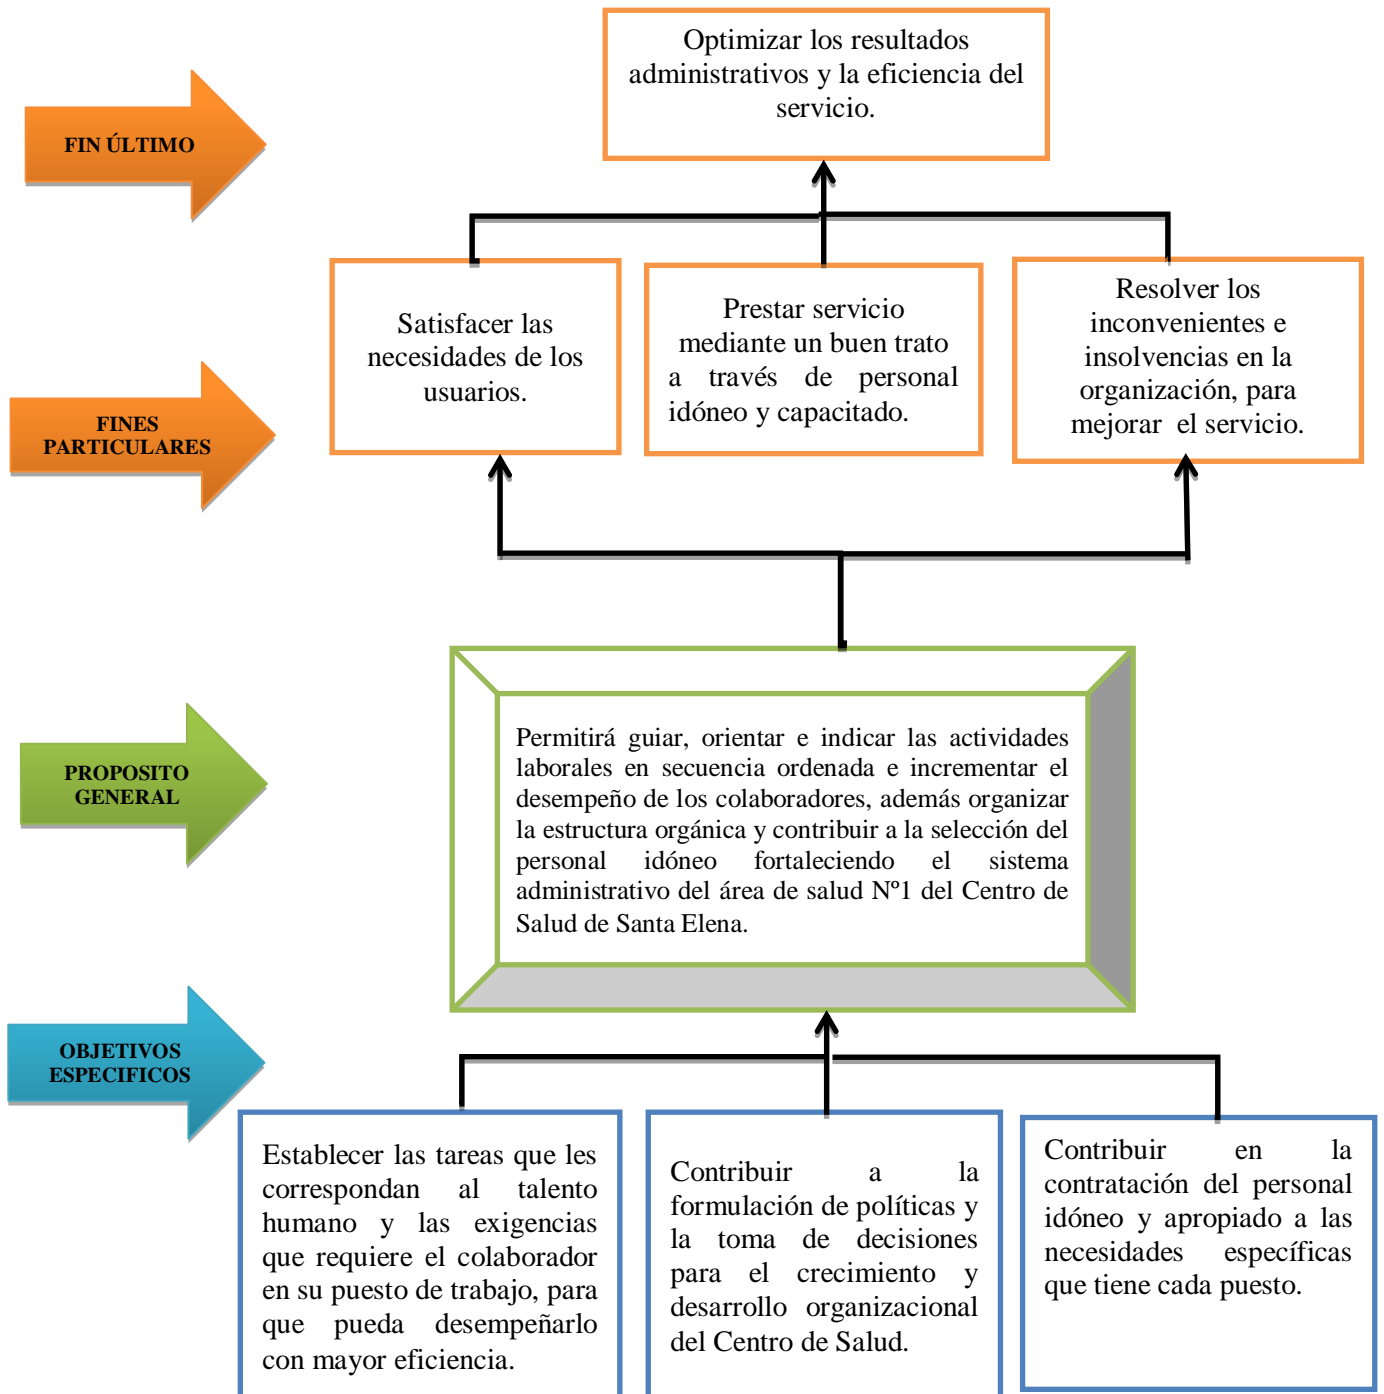 Optimizar los resultados
administrativos y la eficiencia del
servicio.
FIN ÚLTIMO
Satisfacer las
necesidades de los
usuarios.
Prestar servicio
mediante un buen trato
a través de personal
idóneo y capacitado.
Resolver los
inconvenientes e
insolvencias en la
organización, para
mejorar el servicio.
FINES
PARTICULARES
Permitirá guiar, orientar e indicar las actividades
laborales en secuencia ordenada e incrementar el
desempeño de los colaboradores, además organizar
la estructura orgánica y contribuir a la selección del
personal idóneo fortaleciendo el sistema
administrativo del área de salud Nº1 del Centro de
Salud de Santa Elena.
PROPOSITO
GENERAL
OBJETIVOS
ESPECIFICOS
Establecer las tareas que les
correspondan al talento
humano y las exigencias
que requiere el colaborador
en su puesto de trabajo, para
que pueda desempeñarlo
con mayor eficiencia.
Contribuir a la
formulación de políticas y
la toma de decisiones
para el crecimiento y
desarrollo organizacional
del Centro de Salud.
Contribuir en la
contratación del personal
idóneo y apropiado a las
necesidades específicas
que tiene cada puesto.